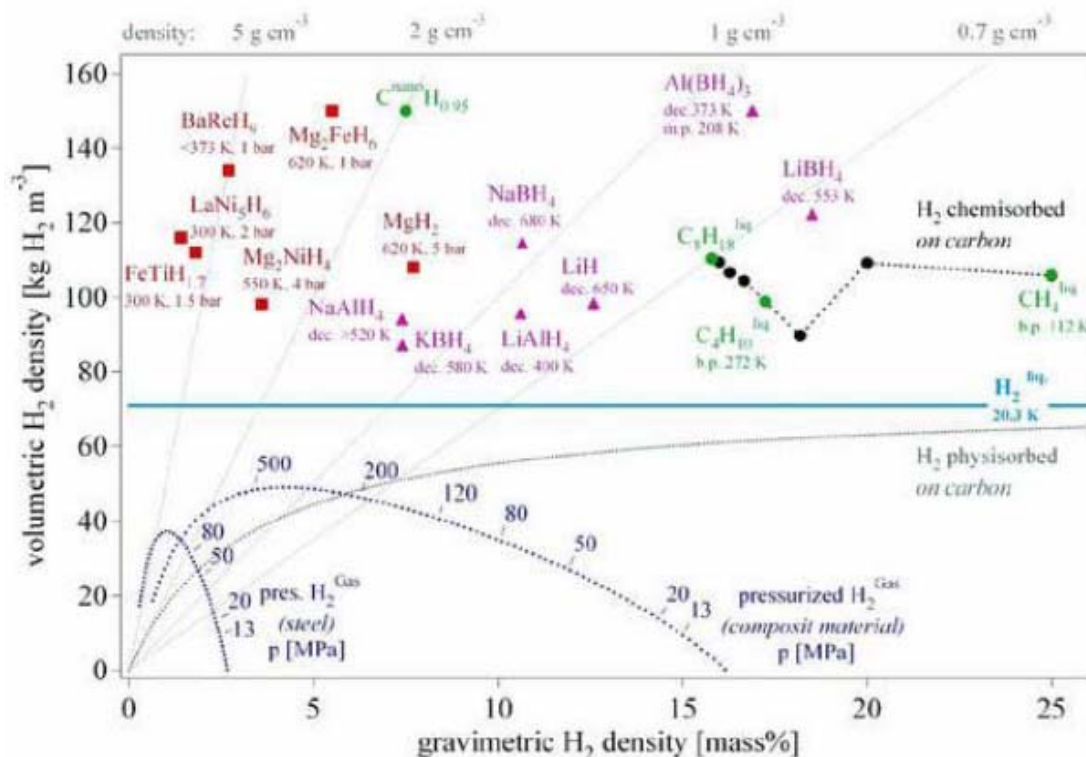 density: 5 g cm⁻³ 2 g cm⁻³ 1 g cm⁻³ 0.7 g cm⁻³
volumetric H₂ density [kg H₂ m⁻³]
160
140
120
100
80
60
40
20
0
BaReH₉
<373 K, 1 bar
LaNi₅H₆
300 K, 2 bar
FeTiH₁.₇
300 K, 1.5 bar
Mg₂FeH₆
620 K, 1 bar
Mg₂NiH₄
550 K, 4 bar
C nano H₀.₉₅
MgH₂
620 K, 5 bar
NaAlH₄
dec. >520 K
KBH₄
dec. 580 K
NaBH₄
dec. 680 K
LiAlH₄
dec. 400 K
LiH
dec. 650 K
Al(BH₄)₃
dec.373 K
m.p. 208 K
LiBH₄
dec. 553 K
C₈H₁₈ liq
C₄H₁₀ liq
b.p. 272 K
H₂ chemisorbed
on carbon
CH₄ liq
b.p. 112 K
H₂ liq.
20.3 K
H₂ physisorbed
on carbon
500
200
120
80
50
20
13
80
50
20
13
pres. H₂ Gas
(steel)
p [MPa]
pressurized H₂ Gas
(composit material)
p [MPa]
0 5 10 15 20 25
gravimetric H₂ density [mass%]